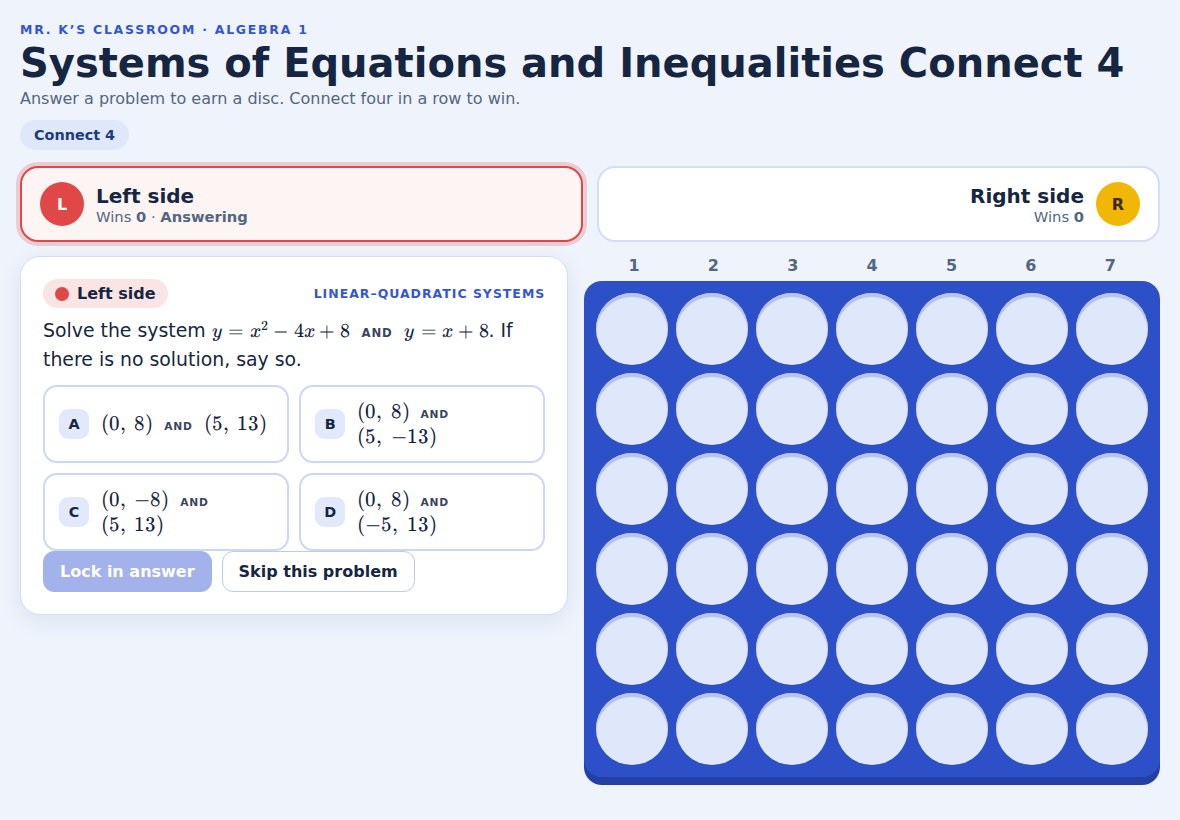 MR. K’S CLASSROOM · ALGEBRA 1
Systems of Equations and Inequalities Connect 4
Answer a problem to earn a disc. Connect four in a row to win.
Connect 4
L
Left side
Wins 0 · Answering
Right side
Wins 0
R
Left side
LINEAR–QUADRATIC SYSTEMS
Solve the system y = x² − 4x + 8 AND y = x + 8. If
there is no solution, say so.
A (0, 8) AND (5, 13)
B (0, 8) AND
(5, −13)
C (0, −8) AND
(5, 13)
D (0, 8) AND
(−5, 13)
Lock in answer
Skip this problem
1 2 3 4 5 6 7